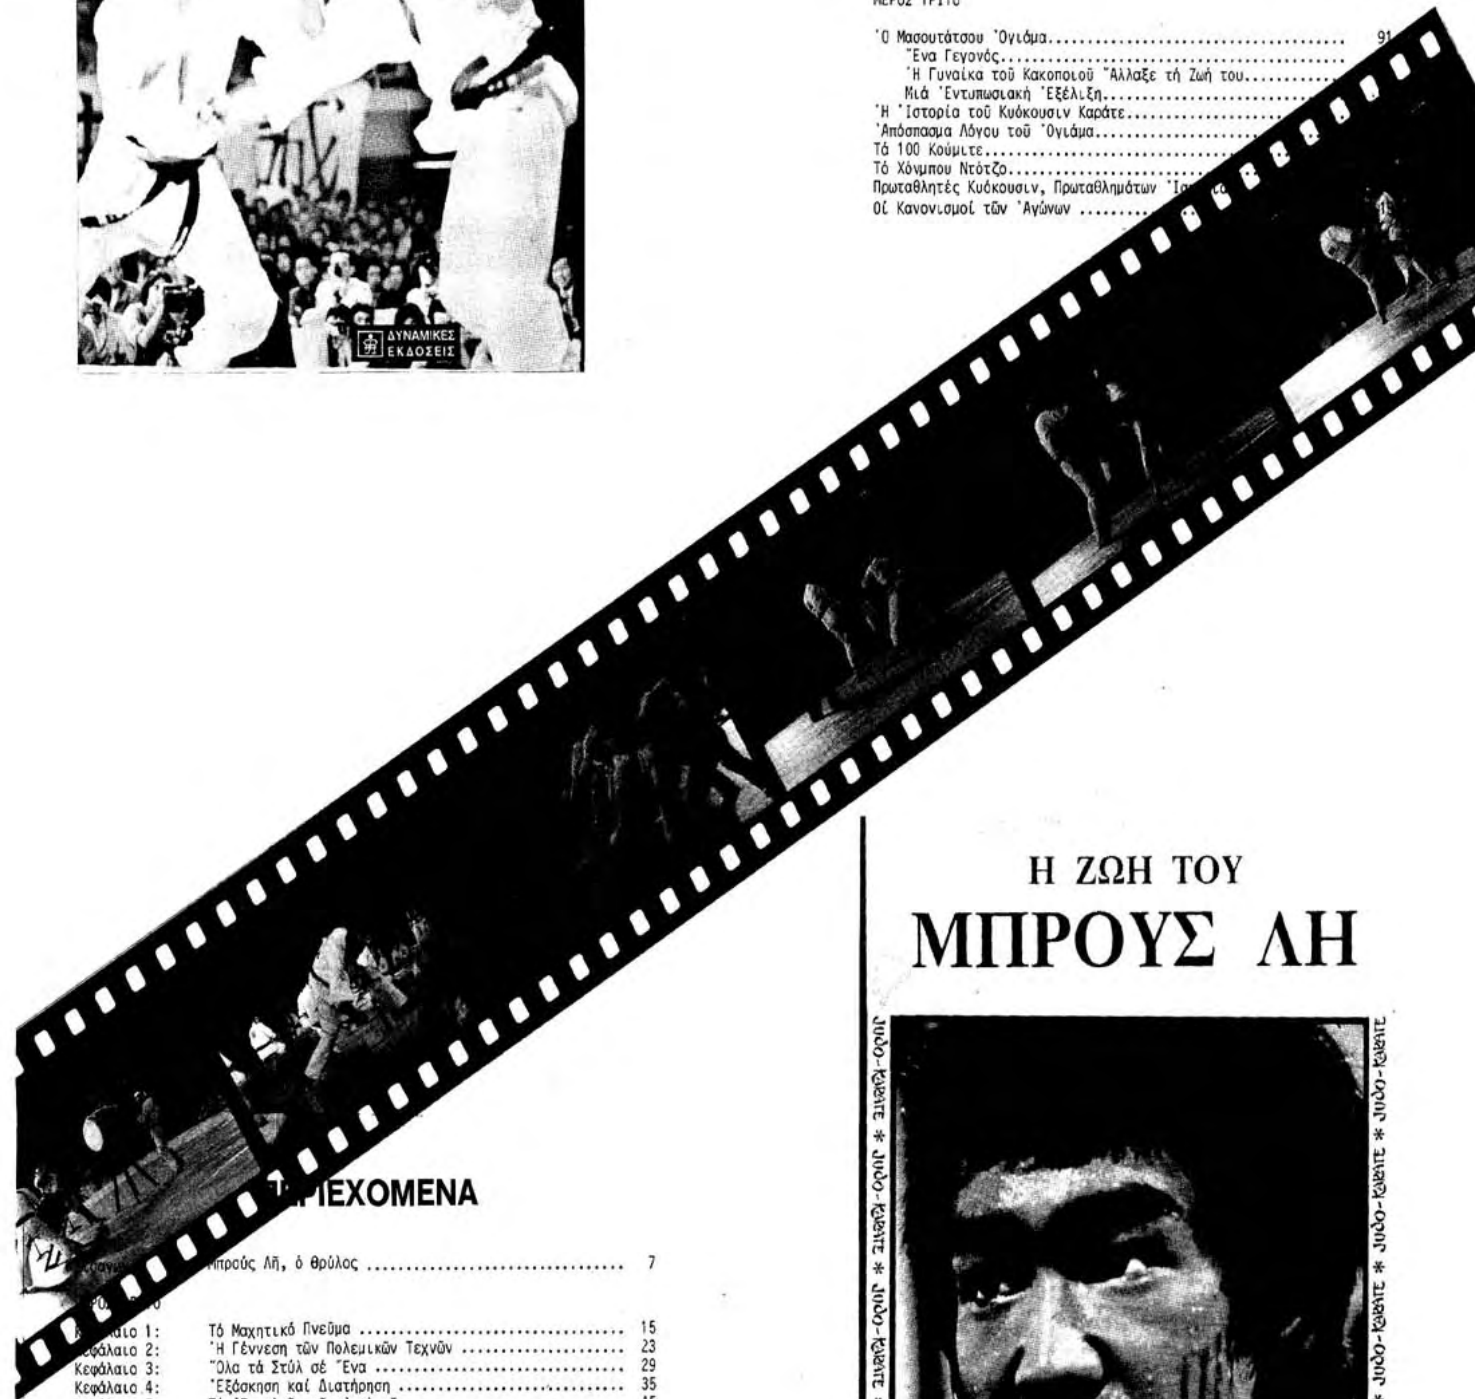 ΜΕΡΟΣ ΤΡΙΤΟ
Ὁ Μασουτάτσου Ὀγιάμα........ 91
Ἕνα Γεγονός........
Ἡ Γυναίκα τοῦ Κακοποιοῦ Ἄλλαξε τή Ζωή του........
Μιά Ἐντυπωσιακή Ἐξέλιξη........
Ἡ Ἱστορία τοῦ Κυόκουσιν Καράτε........
Ἀπόσπασμα Λόγου τοῦ Ὀγιάμα........
Τά 100 Κούμιτε........
Τό Χόνμπου Ντότζο........
Πρωταθλητές Κυόκουσιν, Πρωταθλημάτων
Οἱ Κανονισμοί τῶν Ἀγώνων ........
ΔΥΝΑΜΙΚΕΣ
ΕΚΔΟΣΕΙΣ
Η ΖΩΗ ΤΟΥ
ΜΠΡΟΥΣ ΛΗ
JUDO-KARATE * JUDO-KARATE * JUDO-KARATE *
JUDO-KARATE * JUDO-KARATE * JUDO-KARATE *
ΠΕΡΙΕΧΟΜΕΝΑ
Μπρούς Λῆ, ὁ θρύλος ........ 7
Κεφάλαιο 1: Τό Μαχητικό Πνεῦμα ........ 15
Κεφάλαιο 2: Ἡ Γέννεση τῶν Πολεμικῶν Τεχνῶν ........ 23
Κεφάλαιο 3: Ὅλα τά Στύλ σέ Ἕνα ........ 29
Κεφάλαιο 4: Ἐξάσκηση καί Διατήρηση ........ 35